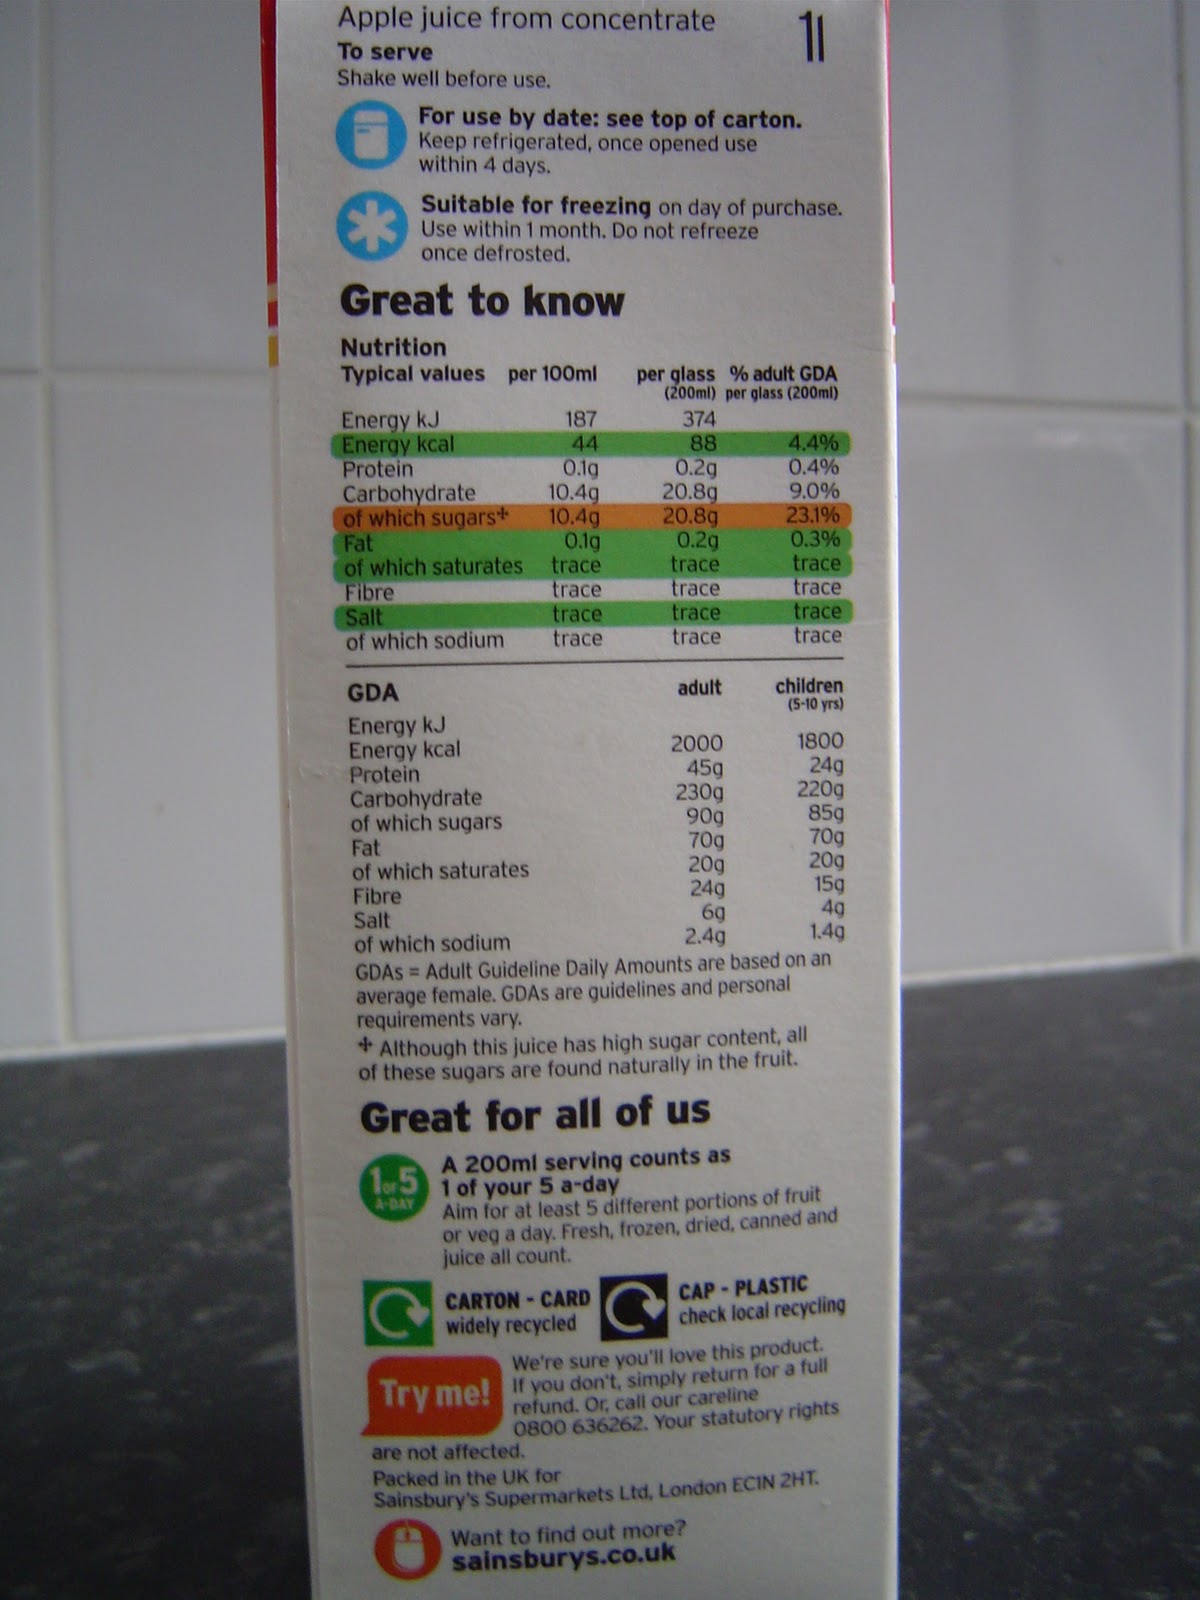 Apple juice from concentrate 1l
To serve
Shake well before use.
For use by date: see top of carton.
Keep refrigerated, once opened use
within 4 days.
Suitable for freezing on day of purchase.
Use within 1 month. Do not refreeze
once defrosted.
Great to know
Nutrition
Typical values per 100ml per glass % adult GDA
(200ml) per glass (200ml)
Energy kJ 187 374
Energy kcal 44 88 4.4%
Protein 0.1g 0.2g 0.4%
Carbohydrate 10.4g 20.8g 9.0%
of which sugars✢ 10.4g 20.8g 23.1%
Fat 0.1g 0.2g 0.3%
of which saturates trace trace trace
Fibre trace trace trace
Salt trace trace trace
of which sodium trace trace trace
GDA adult children
(5-10 yrs)
Energy kJ
Energy kcal 2000 1800
Protein 45g 24g
Carbohydrate 230g 220g
of which sugars 90g 85g
Fat 70g 70g
of which saturates 20g 20g
Fibre 24g 15g
Salt 6g 4g
of which sodium 2.4g 1.4g
GDAs = Adult Guideline Daily Amounts are based on an
average female. GDAs are guidelines and personal
requirements vary.
✢ Although this juice has high sugar content, all
of these sugars are found naturally in the fruit.
Great for all of us
1 OF 5
A-DAY
A 200ml serving counts as
1 of your 5 a-day
Aim for at least 5 different portions of fruit
or veg a day. Fresh, frozen, dried, canned and
juice all count.
CARTON - CARD
widely recycled
CAP - PLASTIC
check local recycling
Try me!
We're sure you'll love this product.
If you don't, simply return for a full
refund. Or, call our careline
0800 636262. Your statutory rights
are not affected.
Packed in the UK for
Sainsbury's Supermarkets Ltd, London EC1N 2HT.
Want to find out more?
sainsburys.co.uk